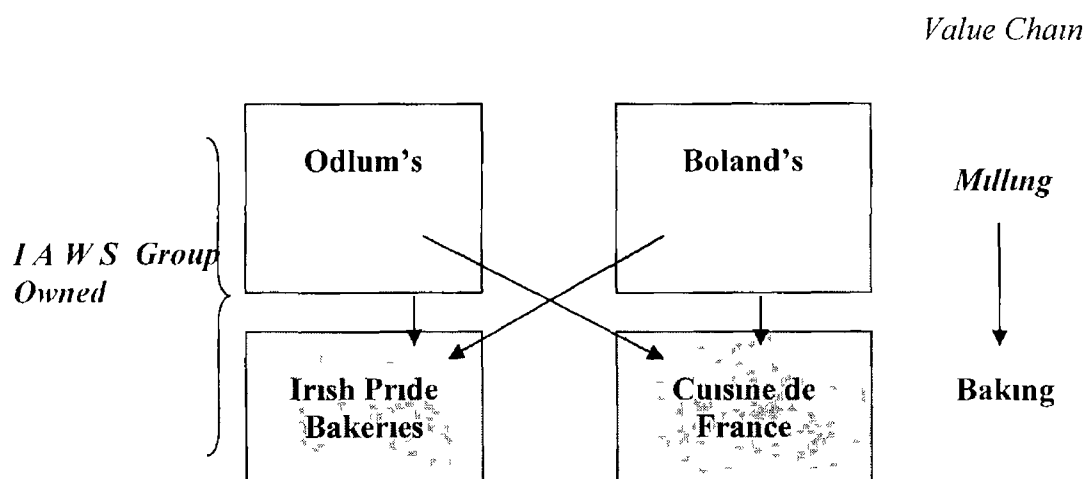 Value Chain
Odlum's
Boland's
Milling
I A W S Group
Owned
Irish Pride
Bakeries
Cuisine de
France
Baking